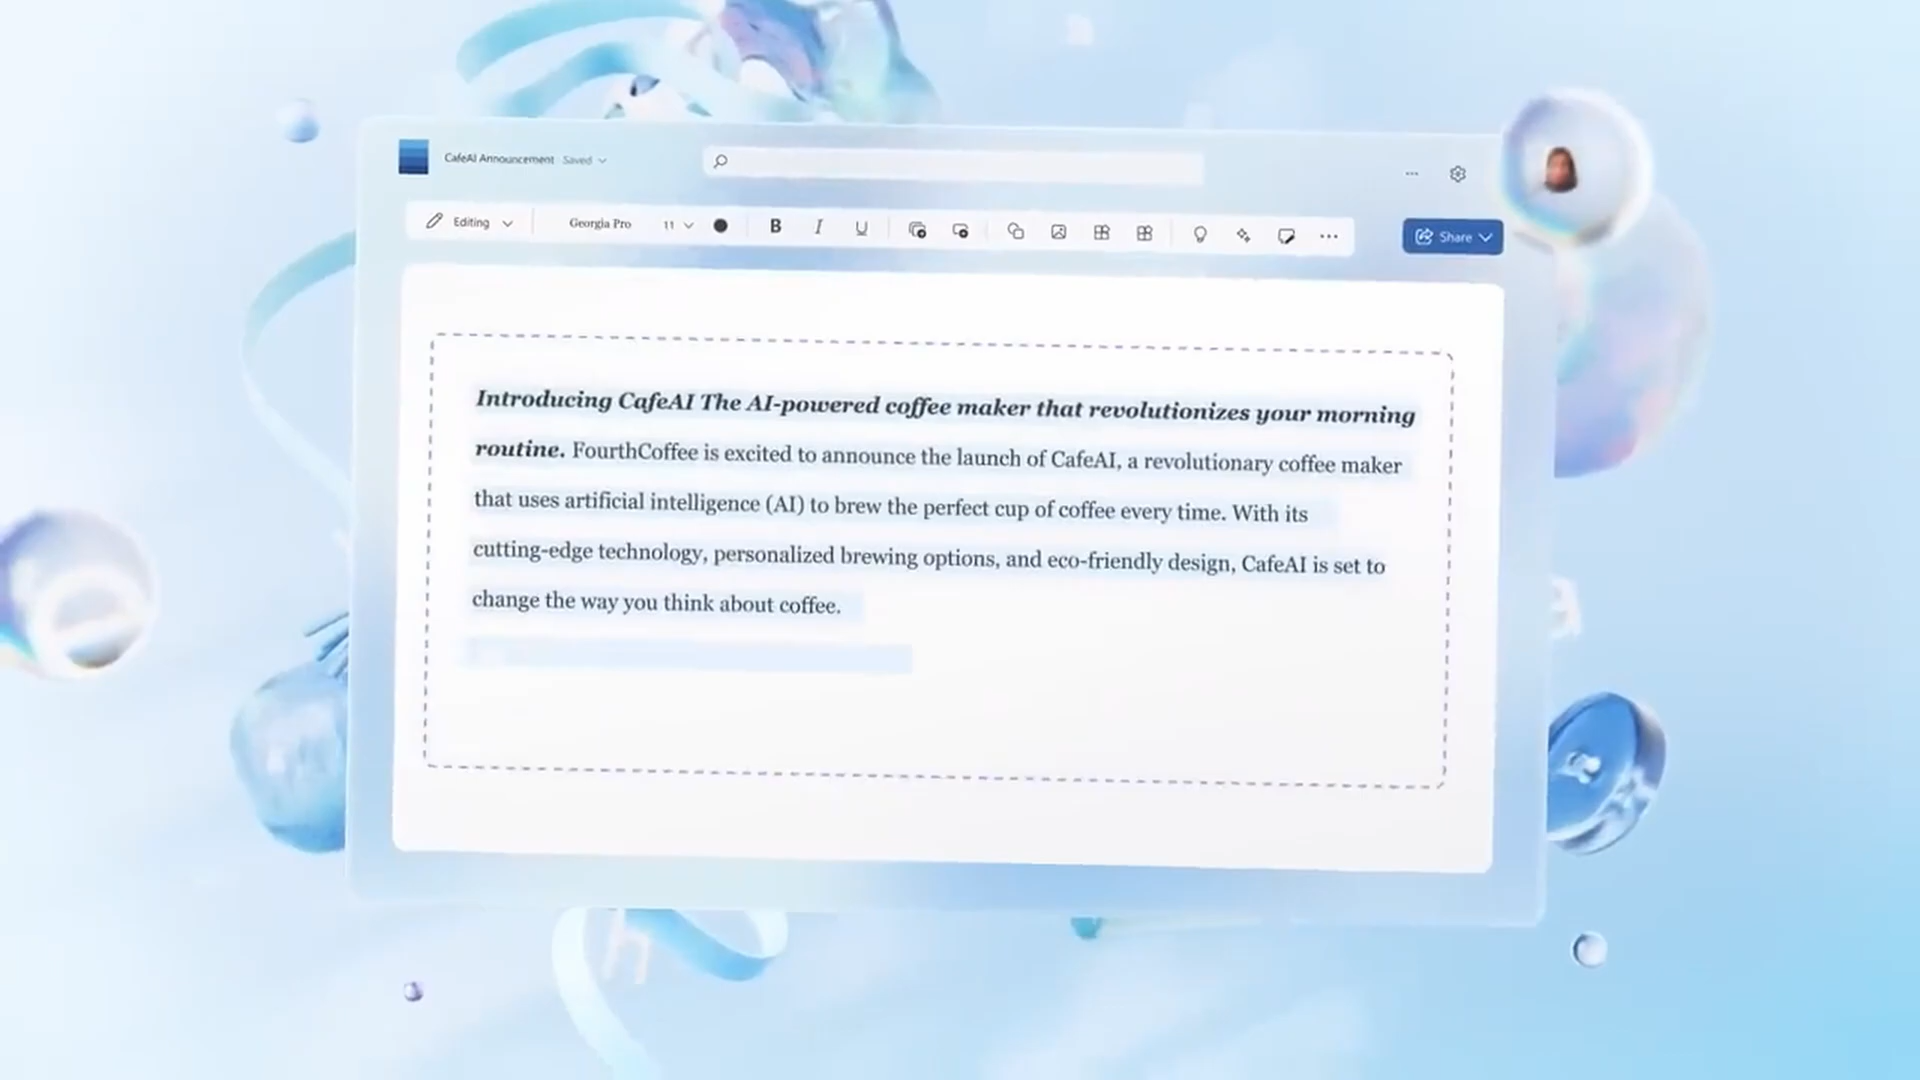 CafeAI Announcement Saved
Editing Georgia Pro 11 B I U Share
Introducing CafeAI The AI-powered coffee maker that revolutionizes your morning
routine. FourthCoffee is excited to announce the launch of CafeAI, a revolutionary coffee maker
that uses artificial intelligence (AI) to brew the perfect cup of coffee every time. With its
cutting-edge technology, personalized brewing options, and eco-friendly design, CafeAI is set to
change the way you think about coffee.
h